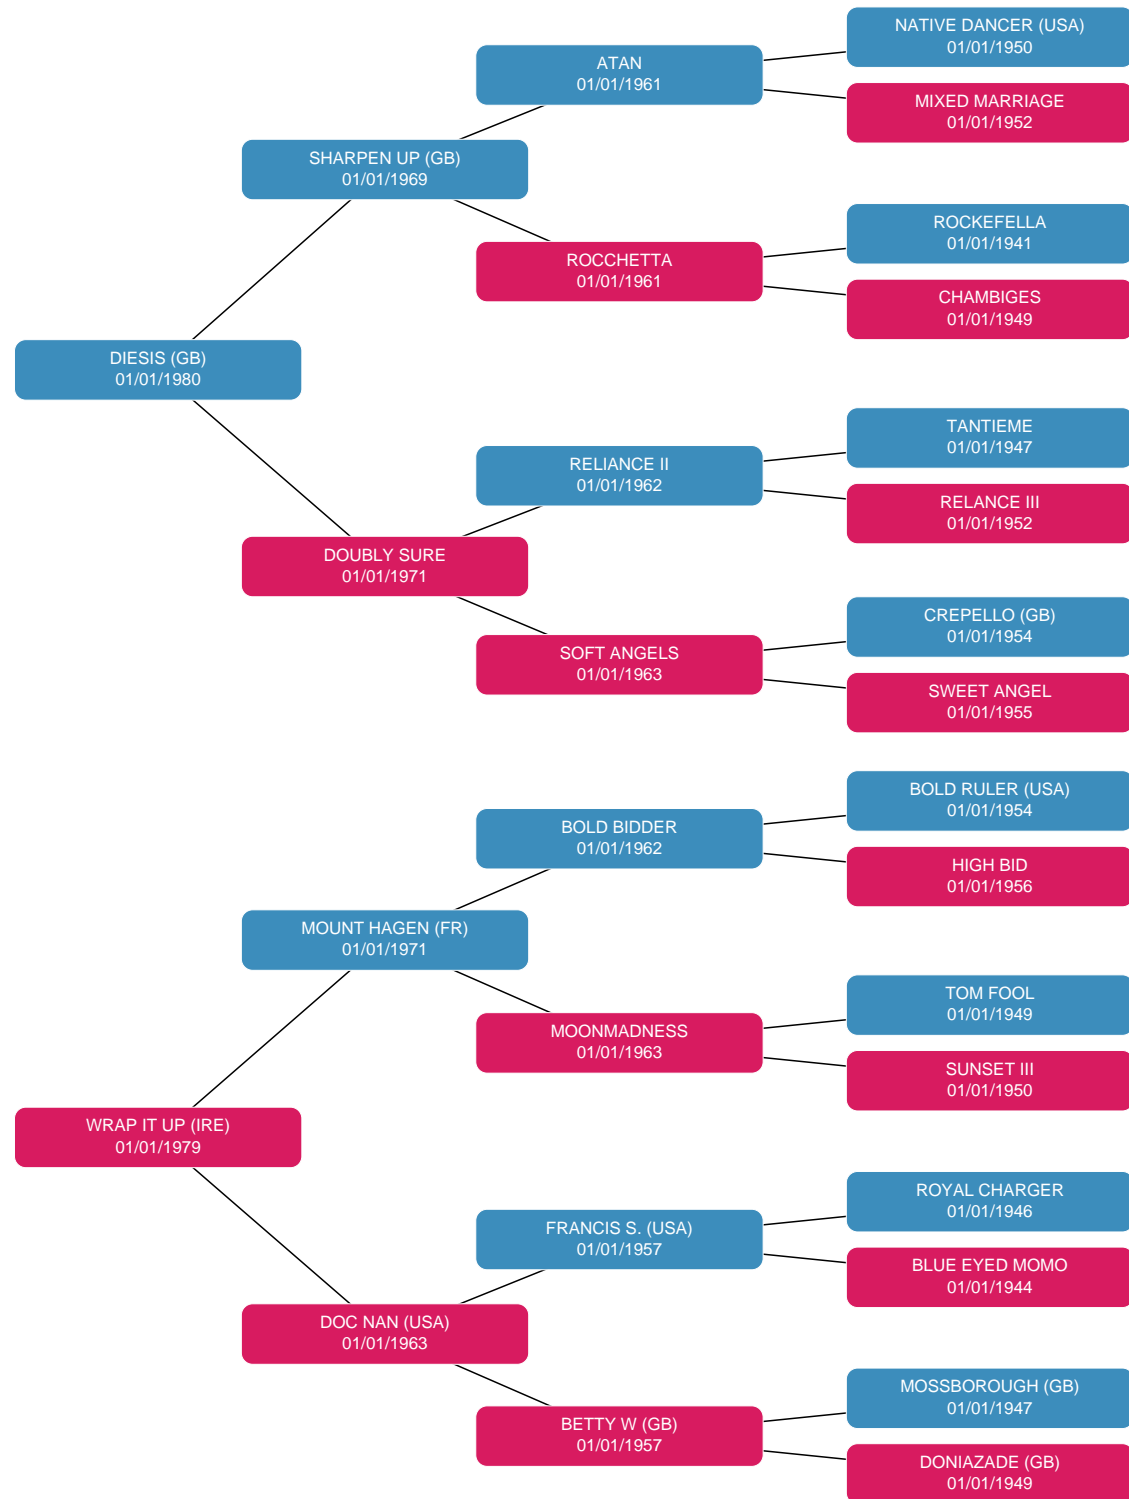 NATIVE DANCER (USA)
01/01/1950
ATAN
01/01/1961
MIXED MARRIAGE
01/01/1952
SHARPEN UP (GB)
01/01/1969
ROCKEFELLA
01/01/1941
ROCCHETTA
01/01/1961
CHAMBIGES
01/01/1949
DIESIS (GB)
01/01/1980
TANTIEME
01/01/1947
RELIANCE II
01/01/1962
RELANCE III
01/01/1952
DOUBLY SURE
01/01/1971
CREPELLO (GB)
01/01/1954
SOFT ANGELS
01/01/1963
SWEET ANGEL
01/01/1955
BOLD RULER (USA)
01/01/1954
BOLD BIDDER
01/01/1962
HIGH BID
01/01/1956
MOUNT HAGEN (FR)
01/01/1971
TOM FOOL
01/01/1949
MOONMADNESS
01/01/1963
SUNSET III
01/01/1950
WRAP IT UP (IRE)
01/01/1979
ROYAL CHARGER
01/01/1946
FRANCIS S. (USA)
01/01/1957
BLUE EYED MOMO
01/01/1944
DOC NAN (USA)
01/01/1963
MOSSBOROUGH (GB)
01/01/1947
BETTY W (GB)
01/01/1957
DONIAZADE (GB)
01/01/1949